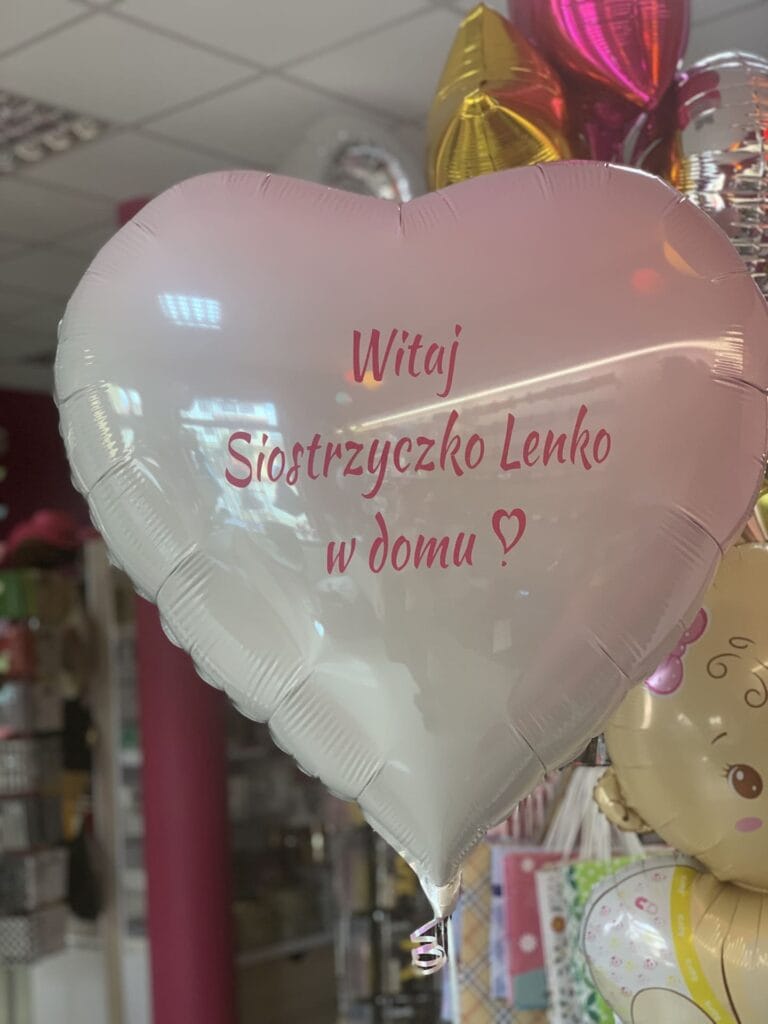 Witaj
Siostrzyczko Lenko
w domu